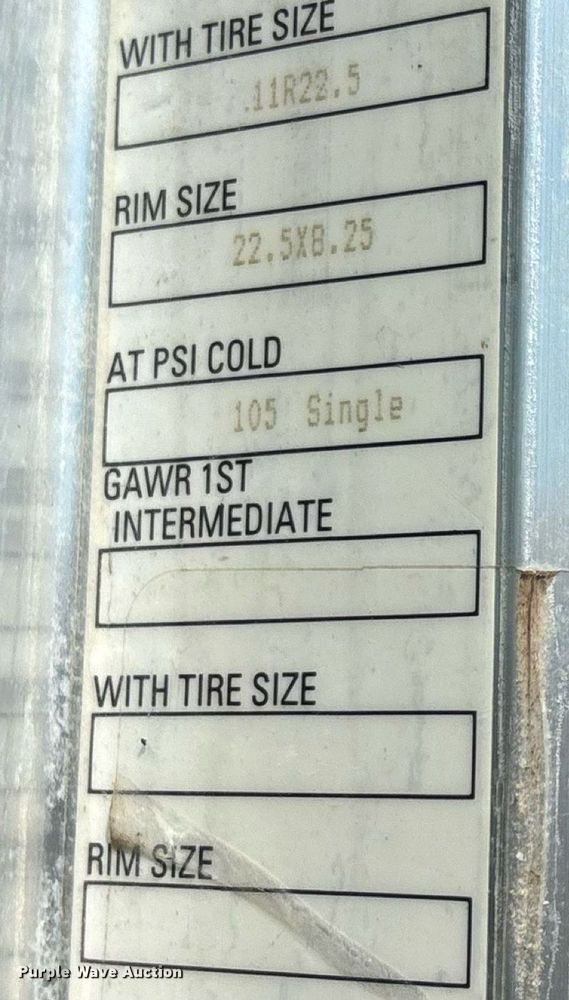 WITH TIRE SIZE
11R22.5
RIM SIZE
22.5X8.25
AT PSI COLD
105 Single
GAWR 1ST
INTERMEDIATE
WITH TIRE SIZE
RIM SIZE
Purple Wave Auction